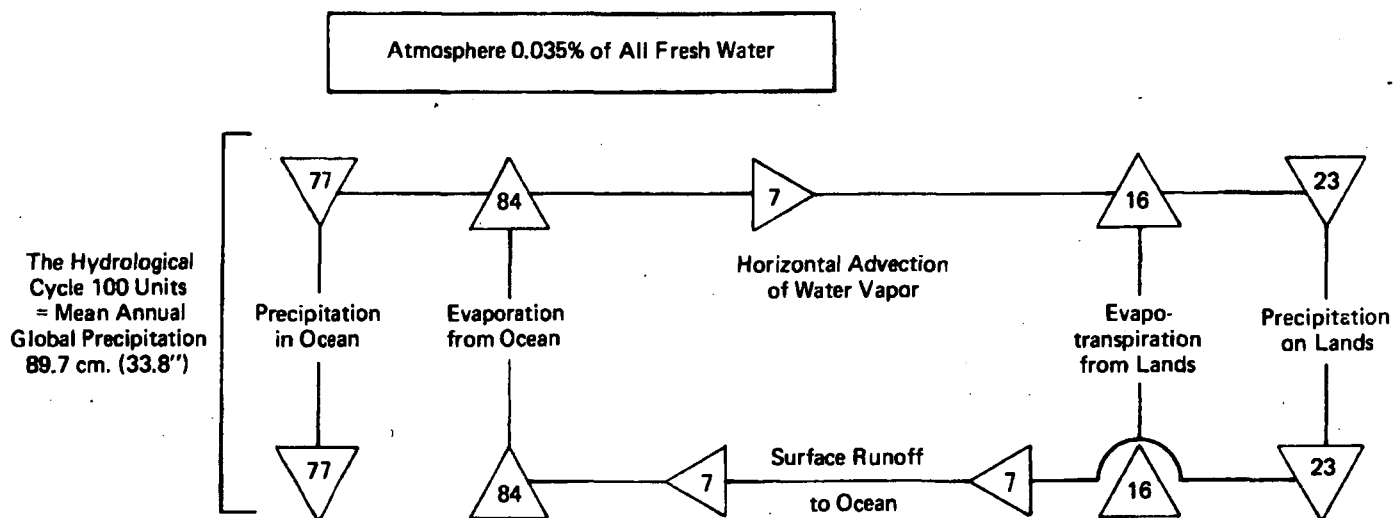 Atmosphere 0.035% of All Fresh Water
77
84
7
16
23
The Hydrological
Cycle 100 Units
= Mean Annual
Global Precipitation
89.7 cm. (33.8")
Precipitation
in Ocean
Evaporation
from Ocean
Horizontal Advection
of Water Vapor
Evapo-
transpiration
from Lands
Precipitation
on Lands
77
84
7
Surface Runoff
to Ocean
7
16
23